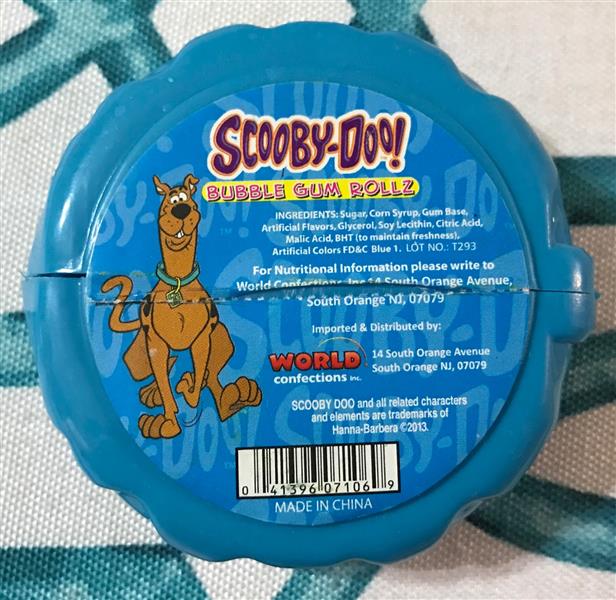 SCOOBY-DOO!
BUBBLE GUM ROLLZ
INGREDIENTS: Sugar, Corn Syrup, Gum Base,
Artificial Flavors, Glycerol, Soy Lecithin, Citric Acid,
Malic Acid, BHT (to maintain freshness),
Artificial Colors FD&C Blue 1. LOT NO.: T293
For Nutritional Information please write to
World Confections, Inc 14 South Orange Avenue,
South Orange NJ, 07079
Imported & Distributed by:
WORLD
confections inc.
14 South Orange Avenue
South Orange NJ, 07079
SCOOBY DOO and all related characters
and elements are trademarks of
Hanna-Barbera ©2013.
0 41396 07106 9
MADE IN CHINA